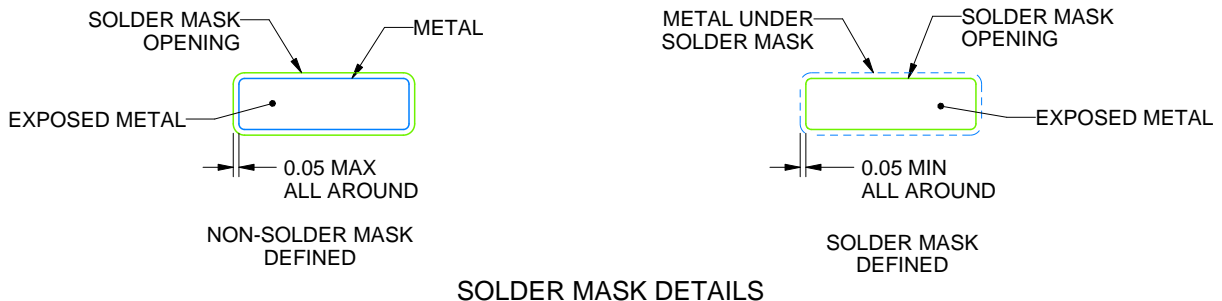 SOLDER MASK
OPENING
METAL
EXPOSED METAL
0.05 MAX
ALL AROUND
NON-SOLDER MASK
DEFINED
METAL UNDER
SOLDER MASK
SOLDER MASK
OPENING
EXPOSED METAL
0.05 MIN
ALL AROUND
SOLDER MASK
DEFINED
SOLDER MASK DETAILS